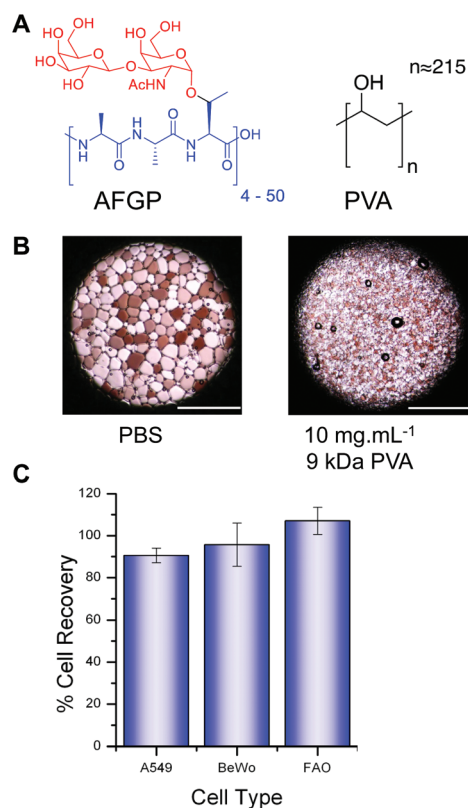 A
HO OH
O
HO
HO
O
HO OH
O
AcHN
O
N
H
O
H
N
O
N
H
O
OH
4 - 50
AFGP
OH
n≈215
n
PVA
B
PBS
10 mg.mL⁻¹
9 kDa PVA
C
120
100
80
60
40
20
0
% Cell Recovery
A549 BeWo FAO
Cell Type